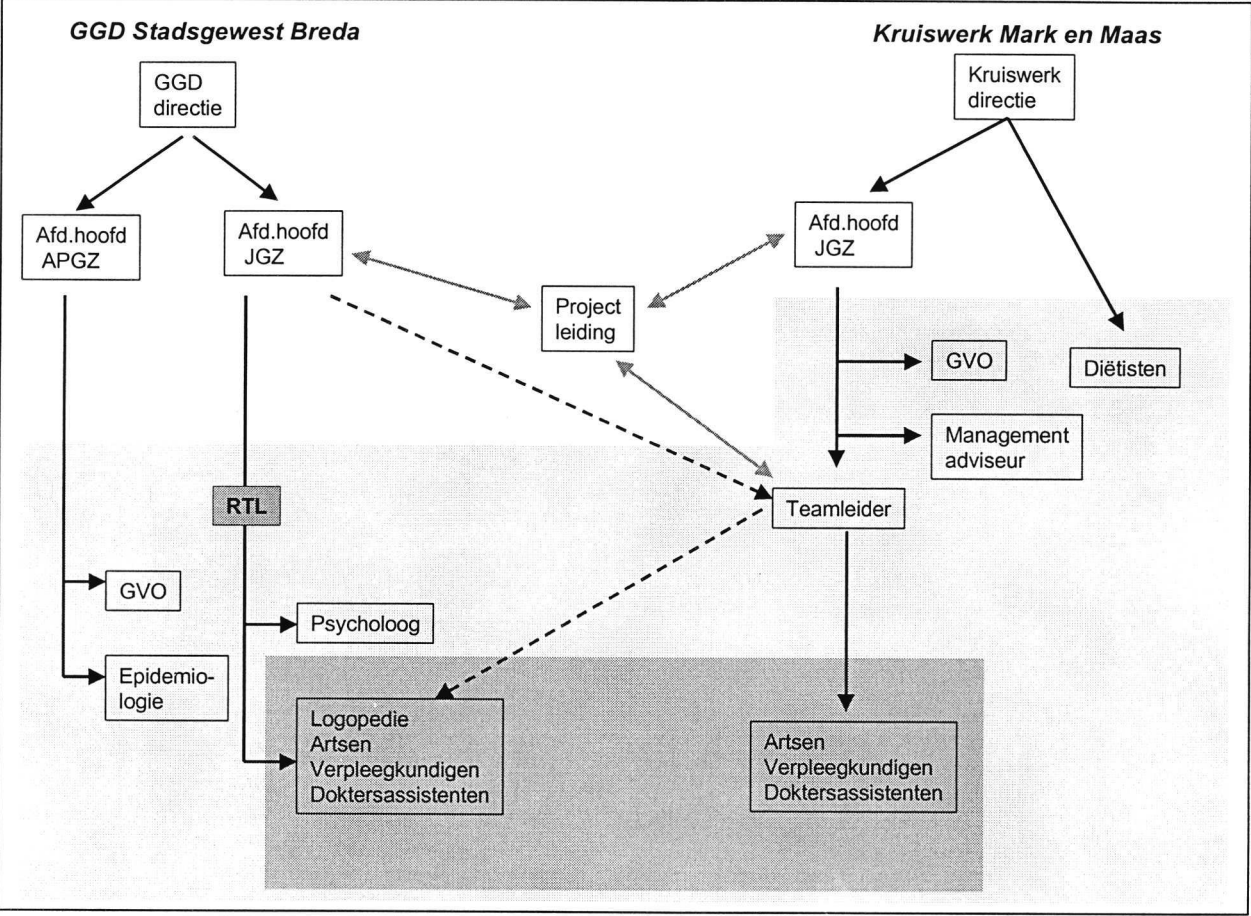 GGD Stadsgewest Breda
Kruiswerk Mark en Maas
GGD
directie
Kruiswerk
directie
Afd.hoofd
APGZ
Afd.hoofd
JGZ
Afd.hoofd
JGZ
Project
leiding
GVO
Diëtisten
Management
adviseur
RTL
Teamleider
GVO
Psycholoog
Epidemio-
logie
Logopedie
Artsen
Verpleegkundigen
Doktersassistenten
Artsen
Verpleegkundigen
Doktersassistenten